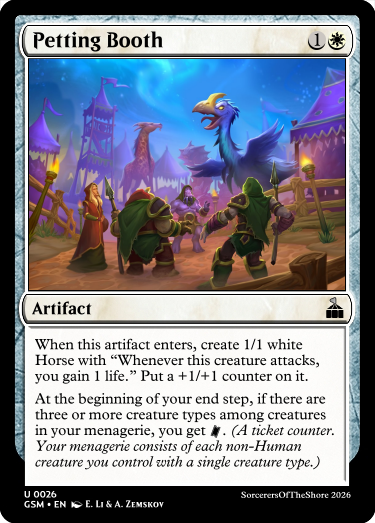 Petting Booth 1
Artifact
When this artifact enters, create 1/1 white
Horse with “Whenever this creature attacks,
you gain 1 life.” Put a +1/+1 counter on it.
At the beginning of your end step, if there are
three or more creature types among creatures
in your menagerie, you get . (A ticket counter.
Your menagerie consists of each non-Human
creature you control with a single creature type.)
U 0026
GSM • EN E. Li & A. Zemskov
SorcerersOfTheShore 2026